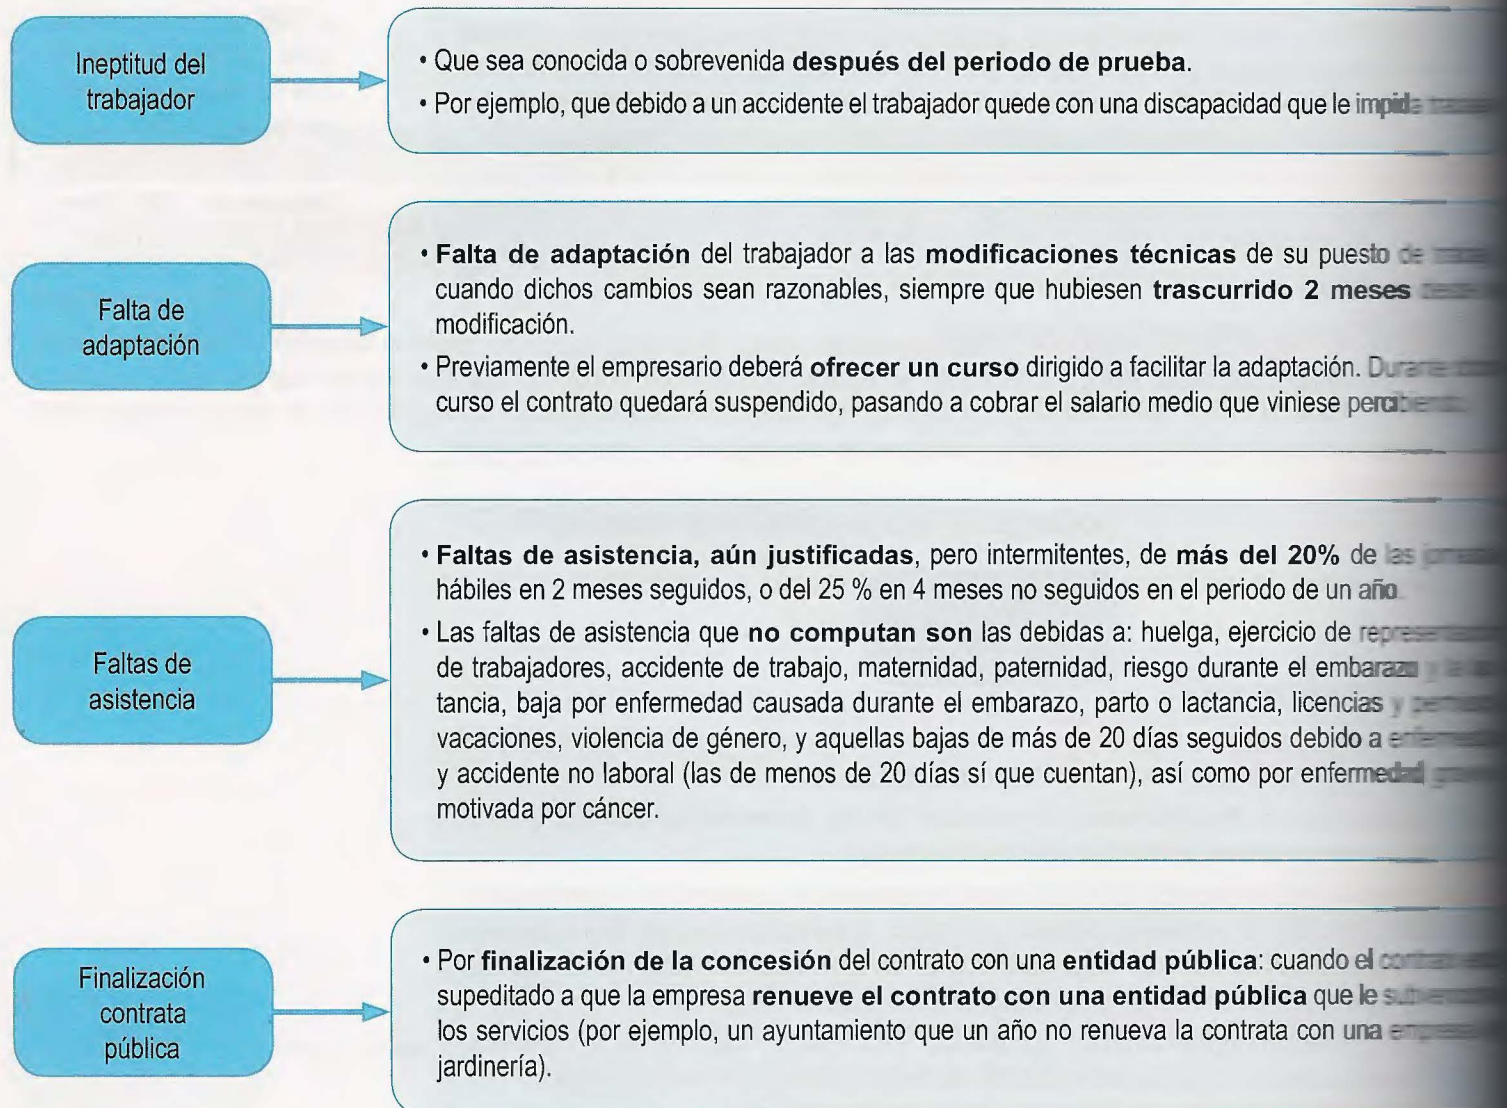 Ineptitud del
trabajador
• Que sea conocida o sobrevenida después del periodo de prueba.
• Por ejemplo, que debido a un accidente el trabajador quede con una discapacidad que le impida
Falta de
adaptación
• Falta de adaptación del trabajador a las modificaciones técnicas de su puesto de
cuando dichos cambios sean razonables, siempre que hubiesen trascurrido 2 meses
modificación.
• Previamente el empresario deberá ofrecer un curso dirigido a facilitar la adaptación. Durante
curso el contrato quedará suspendido, pasando a cobrar el salario medio que viniese
Faltas de
asistencia
• Faltas de asistencia, aún justificadas, pero intermitentes, de más del 20% de las
hábiles en 2 meses seguidos, o del 25 % en 4 meses no seguidos en el periodo de un año
• Las faltas de asistencia que no computan son las debidas a: huelga, ejercicio de
de trabajadores, accidente de trabajo, maternidad, paternidad, riesgo durante el embarazo
tancia, baja por enfermedad causada durante el embarazo, parto o lactancia, licencias y
vacaciones, violencia de género, y aquellas bajas de más de 20 días seguidos debido a
y accidente no laboral (las de menos de 20 días sí que cuentan), así como por enfermedad
motivada por cáncer.
Finalización
contrata
pública
• Por finalización de la concesión del contrato con una entidad pública: cuando el
supeditado a que la empresa renueve el contrato con una entidad pública que le
los servicios (por ejemplo, un ayuntamiento que un año no renueva la contrata con una
jardinería).